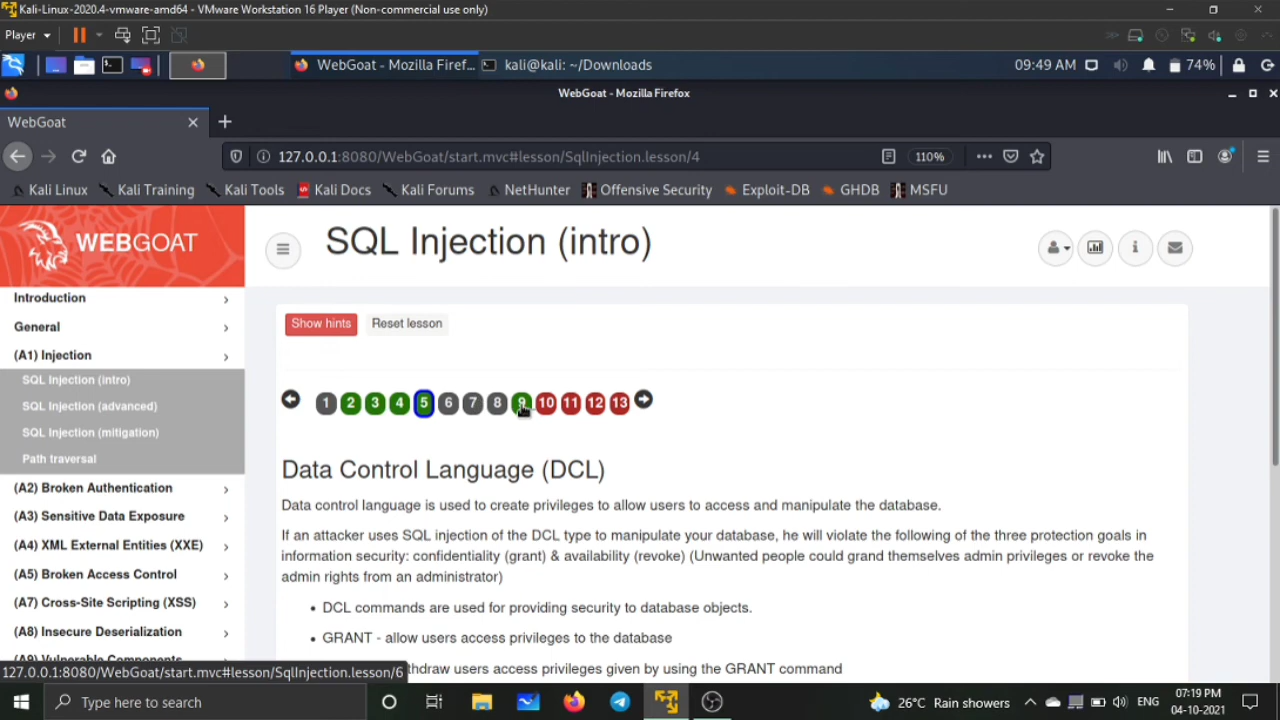 Kali-Linux-2020.4-vmware-amd64 - VMware Workstation 16 Player (Non-commercial use only)
Player
WebGoat - Mozilla Firef... kali@kali: ~/Downloads 09:49 AM 74%
WebGoat - Mozilla Firefox
WebGoat
127.0.0.1:8080/WebGoat/start.mvc#lesson/SqlInjection.lesson/4 110%
Kali Linux Kali Training Kali Tools Kali Docs Kali Forums NetHunter Offensive Security Exploit-DB GHDB MSFU
WEBGOAT
SQL Injection (intro)
Introduction
General
(A1) Injection
SQL Injection (intro)
SQL Injection (advanced)
SQL Injection (mitigation)
Path traversal
(A2) Broken Authentication
(A3) Sensitive Data Exposure
(A4) XML External Entities (XXE)
(A5) Broken Access Control
(A7) Cross-Site Scripting (XSS)
(A8) Insecure Deserialization
(A9) Vulnerable Components
Show hints Reset lesson
1 2 3 4 5 6 7 8 9 10 11 12 13
Data Control Language (DCL)
Data control language is used to create privileges to allow users to access and manipulate the database.
If an attacker uses SQL injection of the DCL type to manipulate your database, he will violate the following of the three protection goals in
information security: confidentiality (grant) & availability (revoke) (Unwanted people could grand themselves admin privileges or revoke the
admin rights from an administrator)
• DCL commands are used for providing security to database objects.
• GRANT - allow users access privileges to the database
thdraw users access privileges given by using the GRANT command
127.0.0.1:8080/WebGoat/start.mvc#lesson/SqlInjection.lesson/6
Type here to search
26°C Rain showers
ENG
07:19 PM
04-10-2021